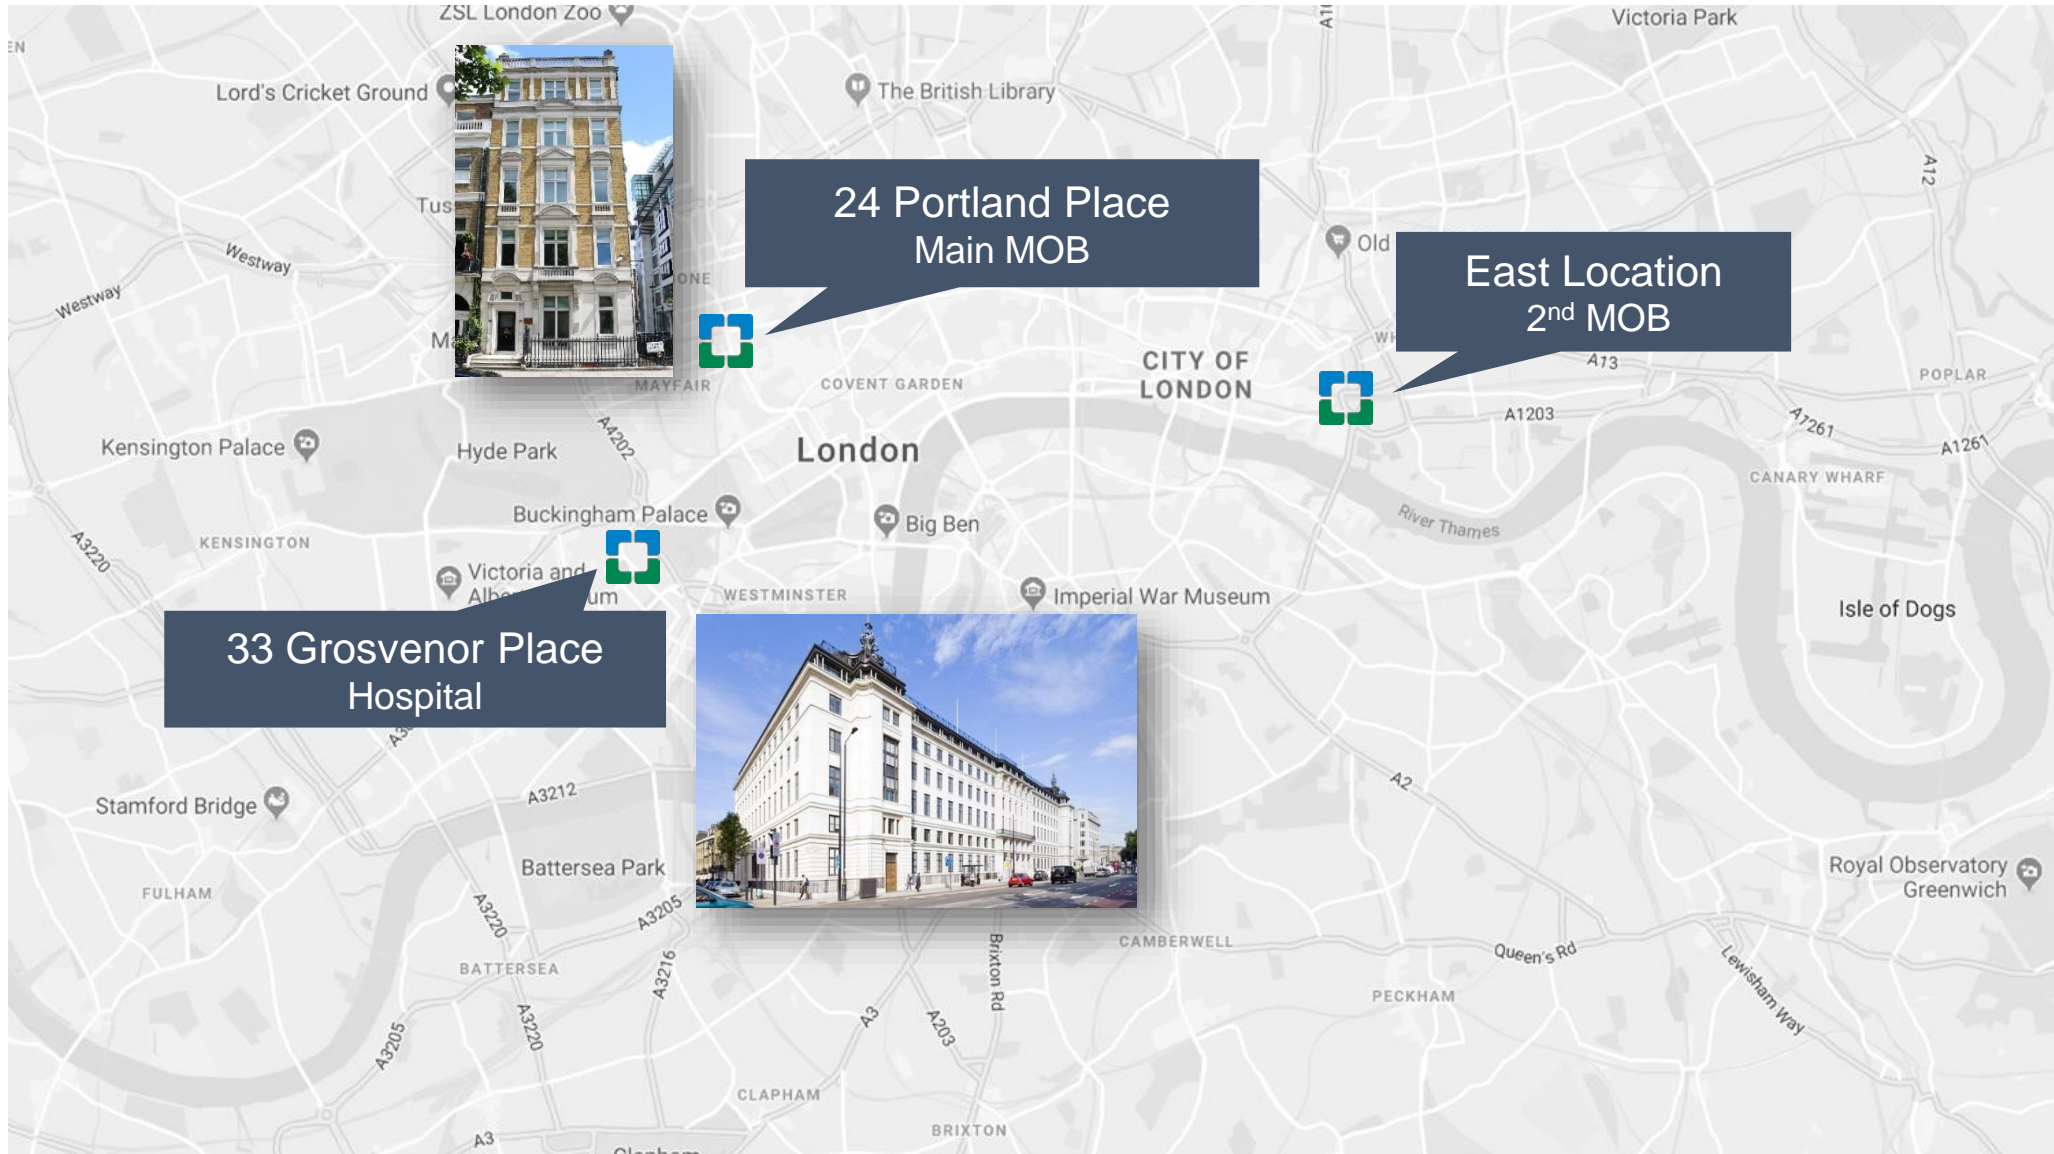 ZSL London Zoo
Victoria Park
Lord's Cricket Ground
The British Library
A12
24 Portland Place
Main MOB
Westway
Westway
Old
East Location
2nd MOB
A13
MAYFAIR
COVENT GARDEN
CITY OF
LONDON
POPLAR
A1203
A1261
A1261
A4202
Kensington Palace
Hyde Park
London
CANARY WHARF
Buckingham Palace
Big Ben
River Thames
A3220
KENSINGTON
Victoria and
WESTMINSTER
Imperial War Museum
Isle of Dogs
33 Grosvenor Place
Hospital
A2
A3212
Stamford Bridge
Battersea Park
Royal Observatory
Greenwich
FULHAM
A3220
A3205
CAMBERWELL
Queen's Rd
Brixton Rd
BATTERSEA
A3216
Lewisham Way
PECKHAM
A3
A203
A3220
A3205
CLAPHAM
BRIXTON
A3